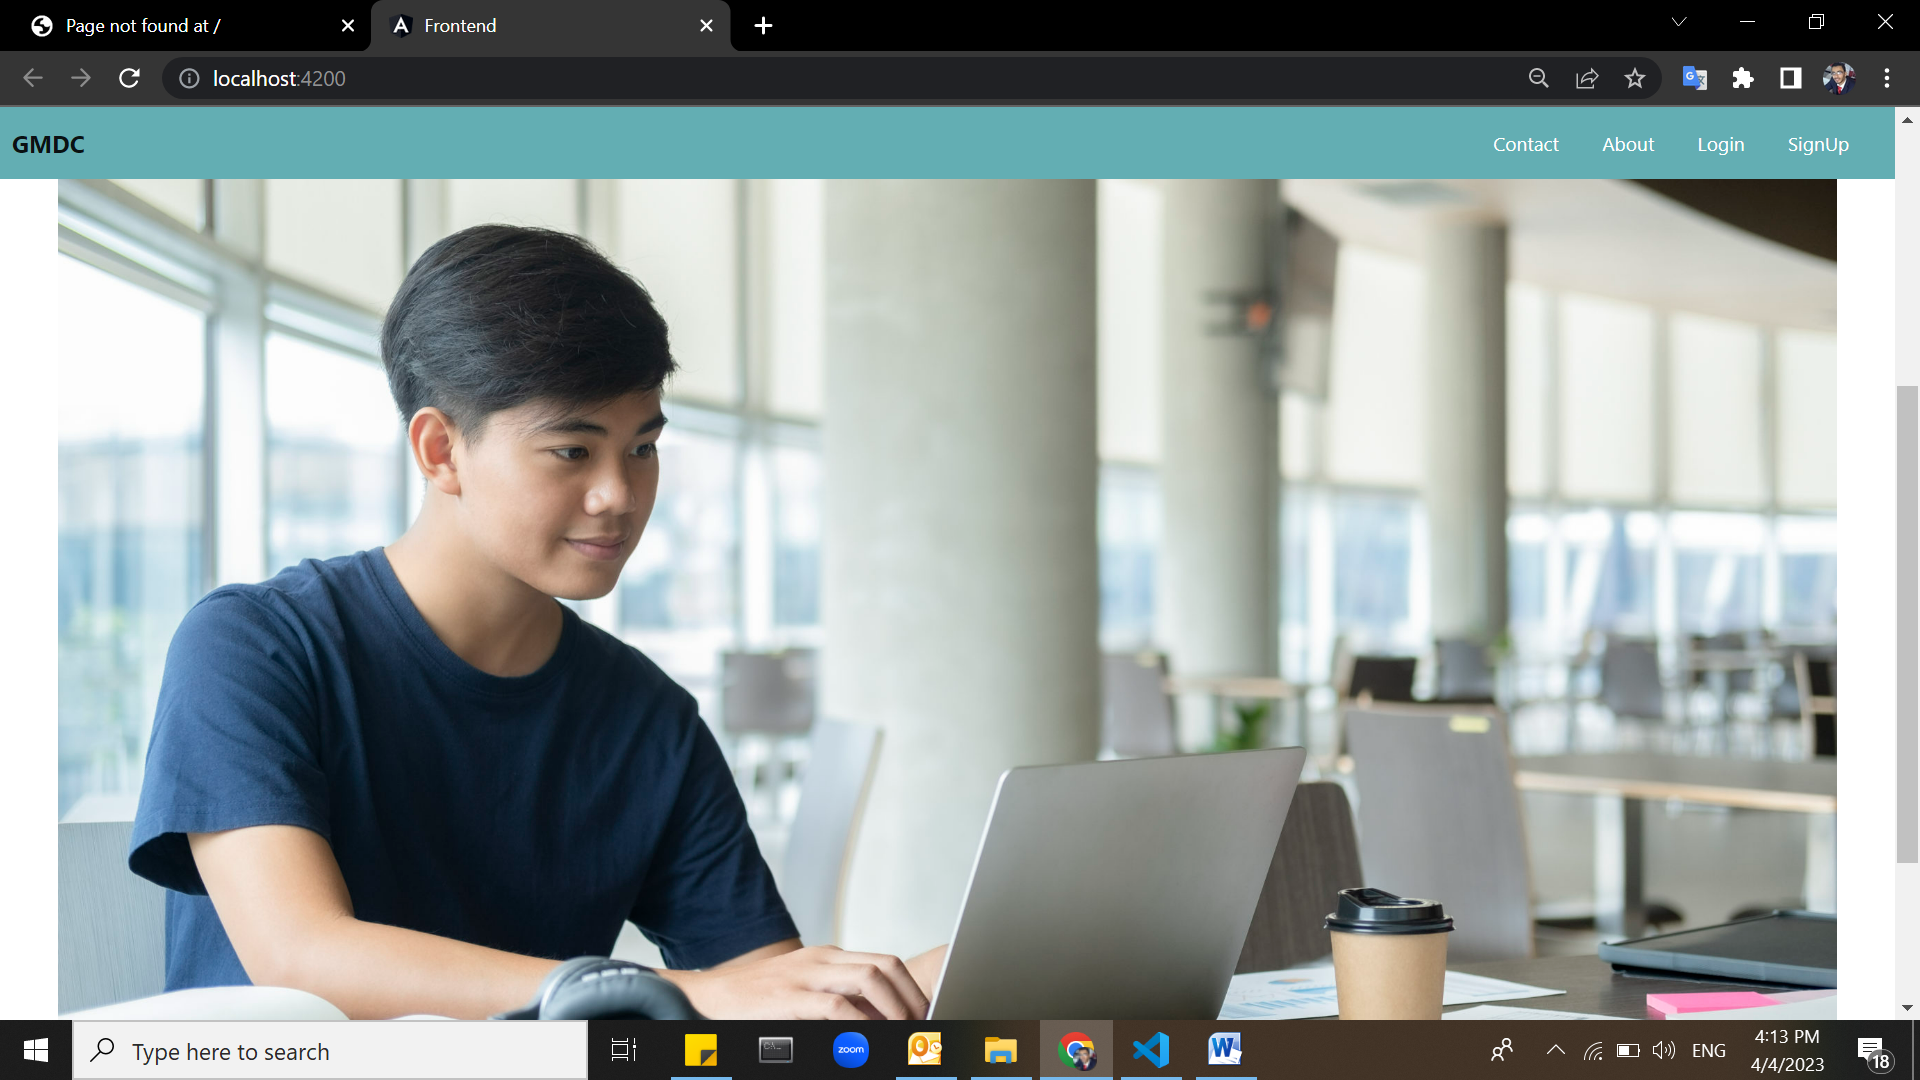 Page not found at /
Frontend
localhost:4200
GMDC
Contact
About
Login
SignUp
Type here to search
zoom
ENG
4:13 PM
4/4/2023
18